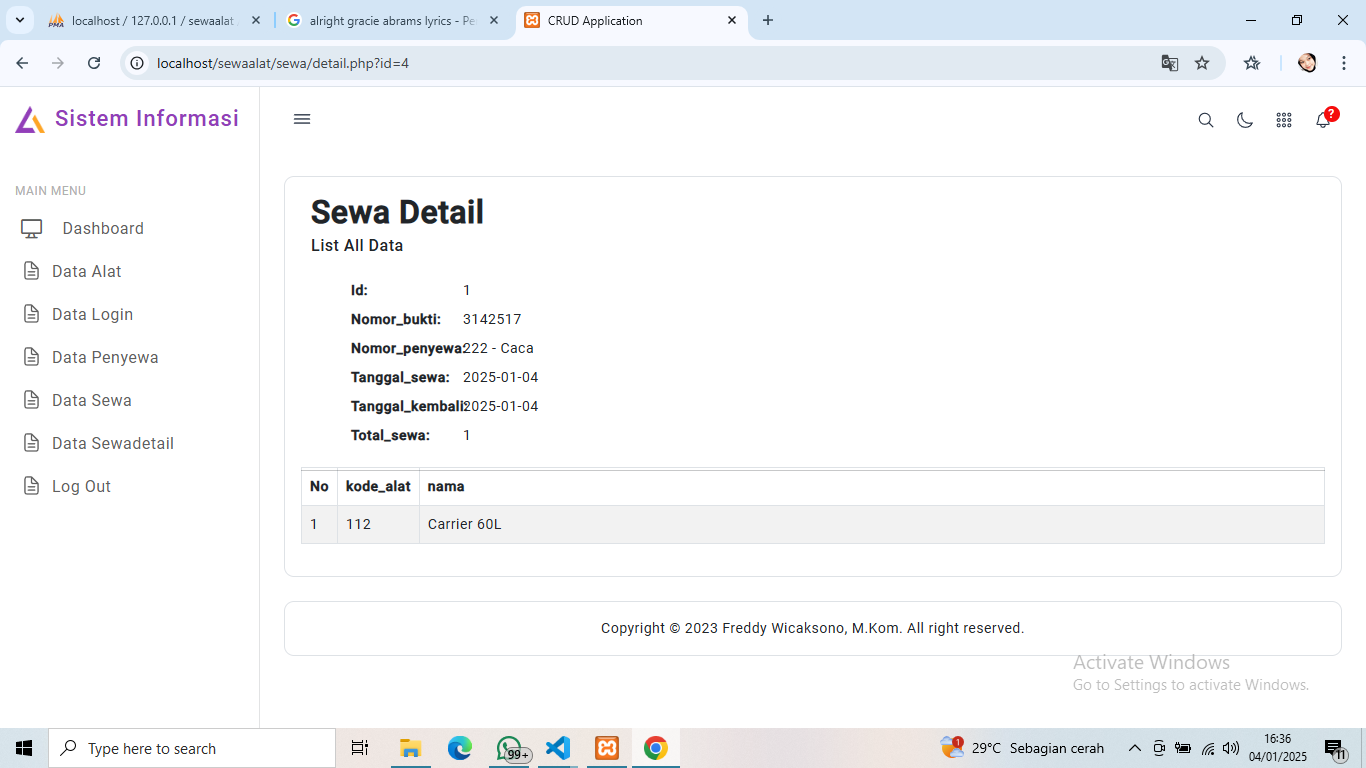 localhost / 127.0.0.1 / sewaalat
alright gracie abrams lyrics - Pe
CRUD Application
localhost/sewaalat/sewa/detail.php?id=4
Sistem Informasi
?
MAIN MENU
Dashboard
Data Alat
Data Login
Data Penyewa
Data Sewa
Data Sewadetail
Log Out
Sewa Detail
List All Data
Id: 1
Nomor_bukti: 3142517
Nomor_penyewa: 222 - Caca
Tanggal_sewa: 2025-01-04
Tanggal_kembali: 2025-01-04
Total_sewa: 1
No kode_alat nama
1 112 Carrier 60L
Copyright © 2023 Freddy Wicaksono, M.Kom. All right reserved.
Activate Windows
Go to Settings to activate Windows.
Type here to search
99+
1
29°C Sebagian cerah
16:36
04/01/2025
11